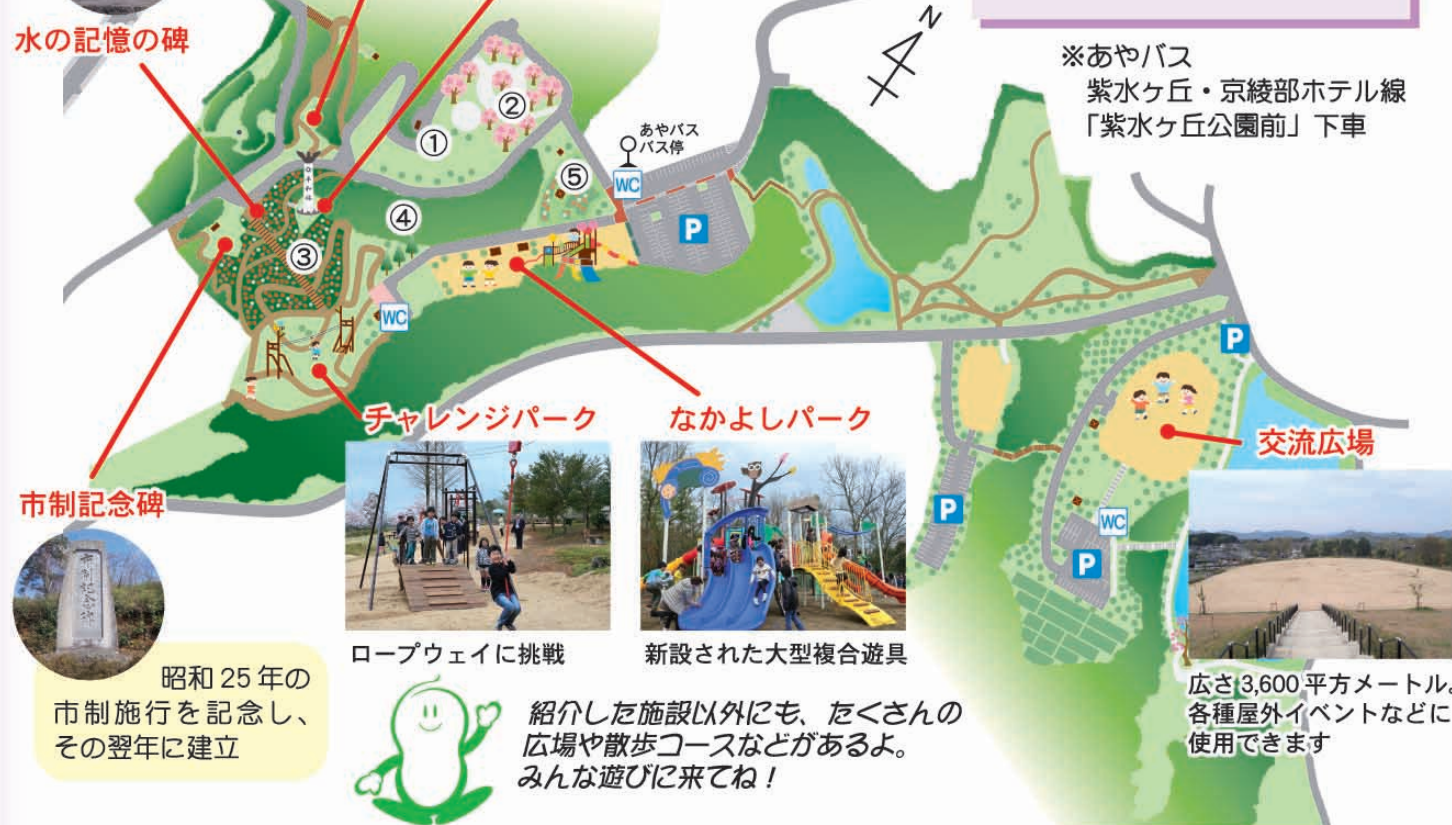 水の記憶の碑
N
※あやバス
紫水ヶ丘・京綾部ホテル線
「紫水ヶ丘公園前」下車
あやバス
バス停
①
②
③
④
⑤
WC
P
WC
P
P
WC
P
チャレンジパーク
なかよしパーク
交流広場
市制記念碑
市制記念碑
ロープウェイに挑戦
新設された大型複合遊具
昭和25年の
市制施行を記念し、
その翌年に建立
紹介した施設以外にも、たくさんの
広場や散歩コースなどがあるよ。
みんな遊びに来てね！
広さ3,600平方メートル。
各種屋外イベントなどに
使用できます